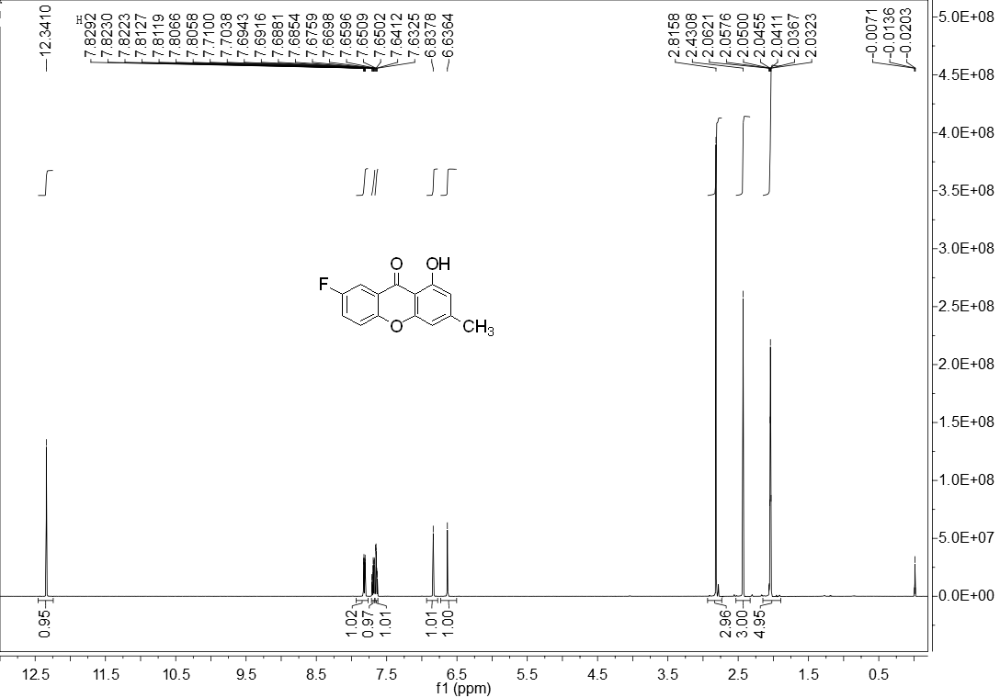 12.3410
H
7.8292
7.8230
7.8223
7.8127
7.8119
7.8066
7.8058
7.7100
7.7038
7.6943
7.6916
7.6881
7.6854
7.6759
7.6698
7.6596
7.6509
7.6502
7.6412
7.6325
6.8378
6.6364
2.8158
2.4308
2.0621
2.0576
2.0500
2.0455
2.0411
2.0367
2.0323
-0.0071
-0.0136
-0.0203
5.0E+08
4.5E+08
4.0E+08
3.5E+08
3.0E+08
2.5E+08
2.0E+08
1.5E+08
1.0E+08
5.0E+07
0.0E+00
O OH
F
O CH3
0.95
1.02
0.97
1.01
1.01
1.00
2.96
3.00
4.95
12.5 11.5 10.5 9.5 8.5 7.5 6.5 5.5 4.5 3.5 2.5 1.5 0.5
f1 (ppm)